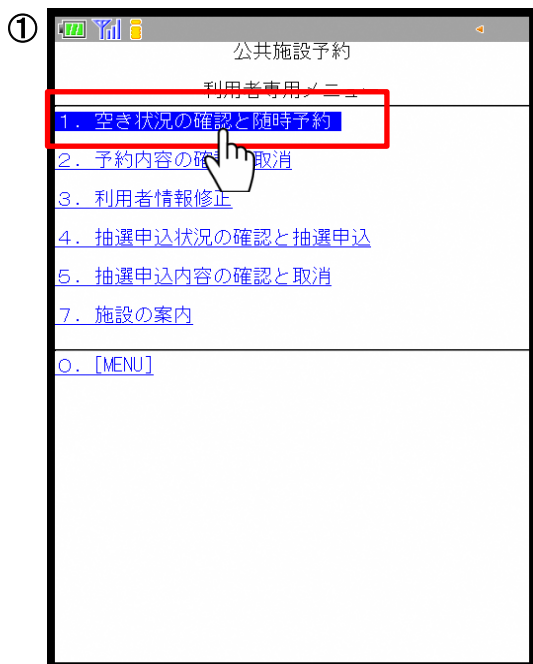 ①
公共施設予約
利用者専用メニュー
1. 空き状況の確認と随時予約
2. 予約内容の確 取消
3. 利用者情報修正
4. 抽選申込状況の確認と抽選申込
5. 抽選申込内容の確認と取消
7. 施設の案内
0. [MENU]